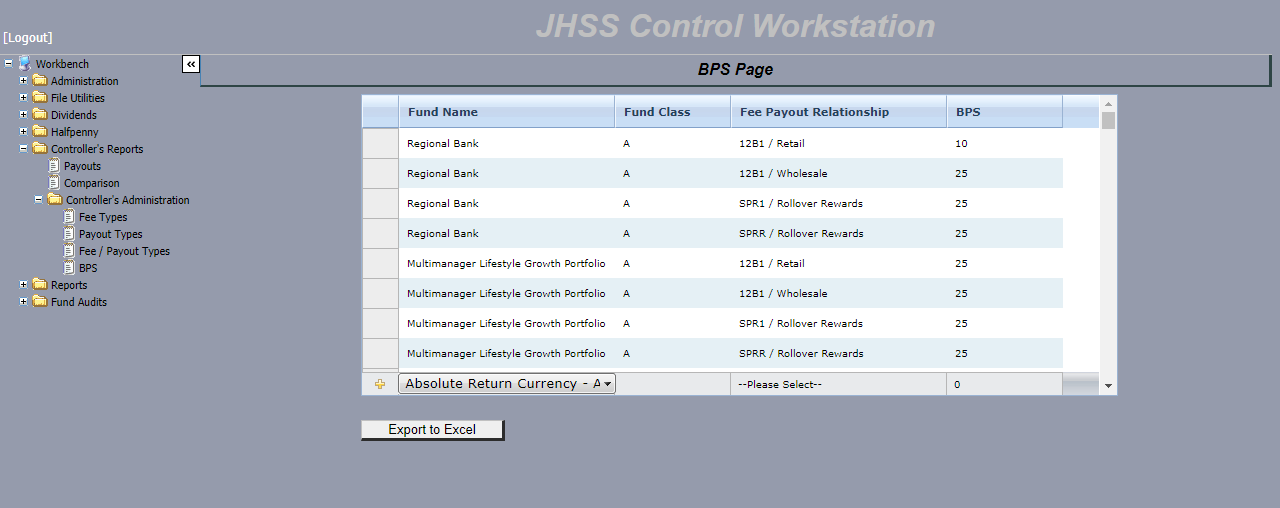 JHSS Control Workstation
[Logout]
Workbench
Administration
File Utilities
Dividends
Halfpenny
Controller's Reports
Payouts
Comparison
Controller's Administration
Fee Types
Payout Types
Fee / Payout Types
BPS
Reports
Fund Audits
BPS Page
Fund Name Fund Class Fee Payout Relationship BPS
Regional Bank A 12B1 / Retail 10
Regional Bank A 12B1 / Wholesale 25
Regional Bank A SPR1 / Rollover Rewards 25
Regional Bank A SPRR / Rollover Rewards 25
Multimanager Lifestyle Growth Portfolio A 12B1 / Retail 25
Multimanager Lifestyle Growth Portfolio A 12B1 / Wholesale 25
Multimanager Lifestyle Growth Portfolio A SPR1 / Rollover Rewards 25
Multimanager Lifestyle Growth Portfolio A SPRR / Rollover Rewards 25
Absolute Return Currency - A --Please Select-- 0
Export to Excel